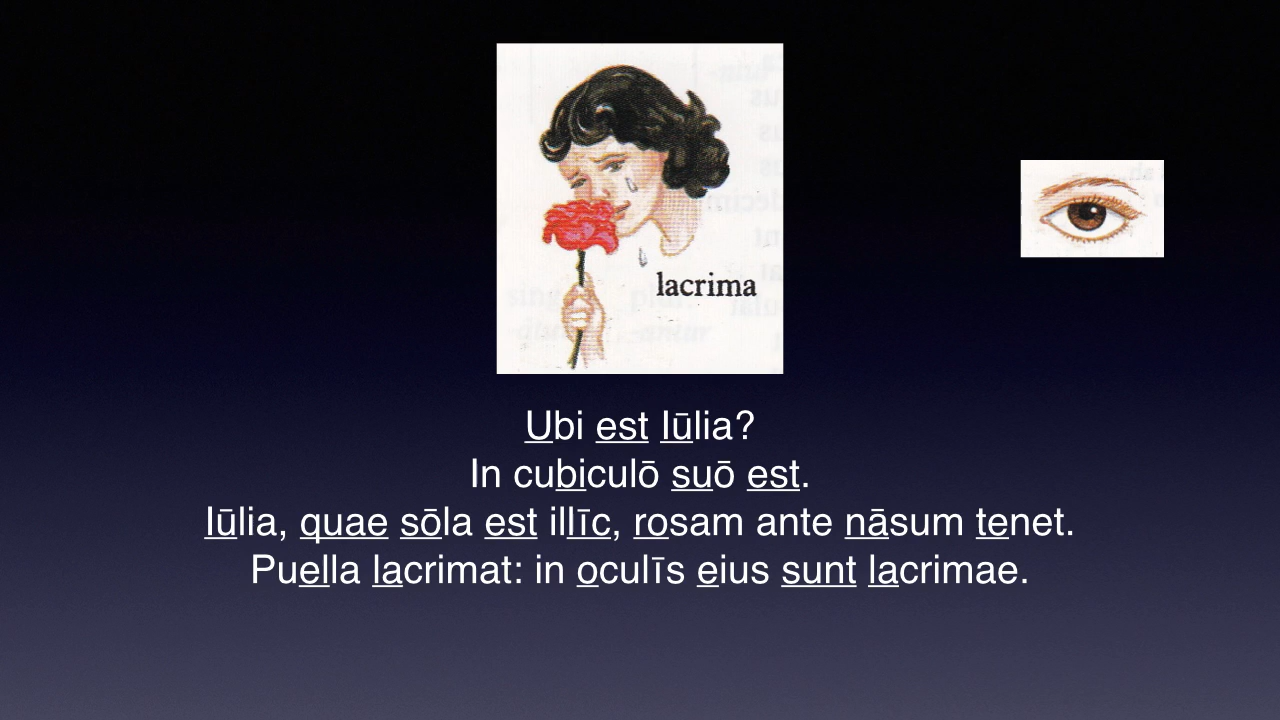 lacrima
Ubi est Iūlia?
In cubiculō suō est.
Iūlia, quae sōla est illīc, rosam ante nāsum tenet.
Puella lacrimat: in oculīs eius sunt lacrimae.